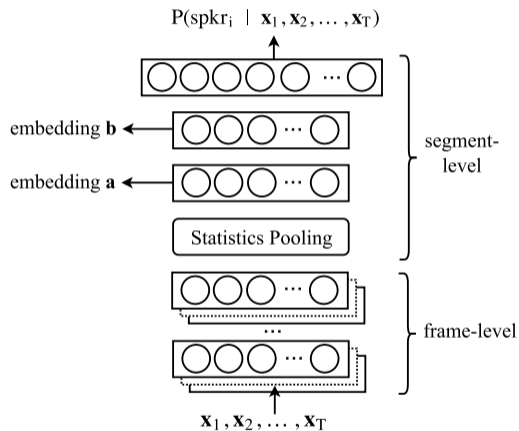 P(spkr_i | x_1, x_2, ... , x_T)
...
embedding b
...
segment-level
embedding a
...
Statistics Pooling
...
...
frame-level
...
x_1, x_2, ... , x_T